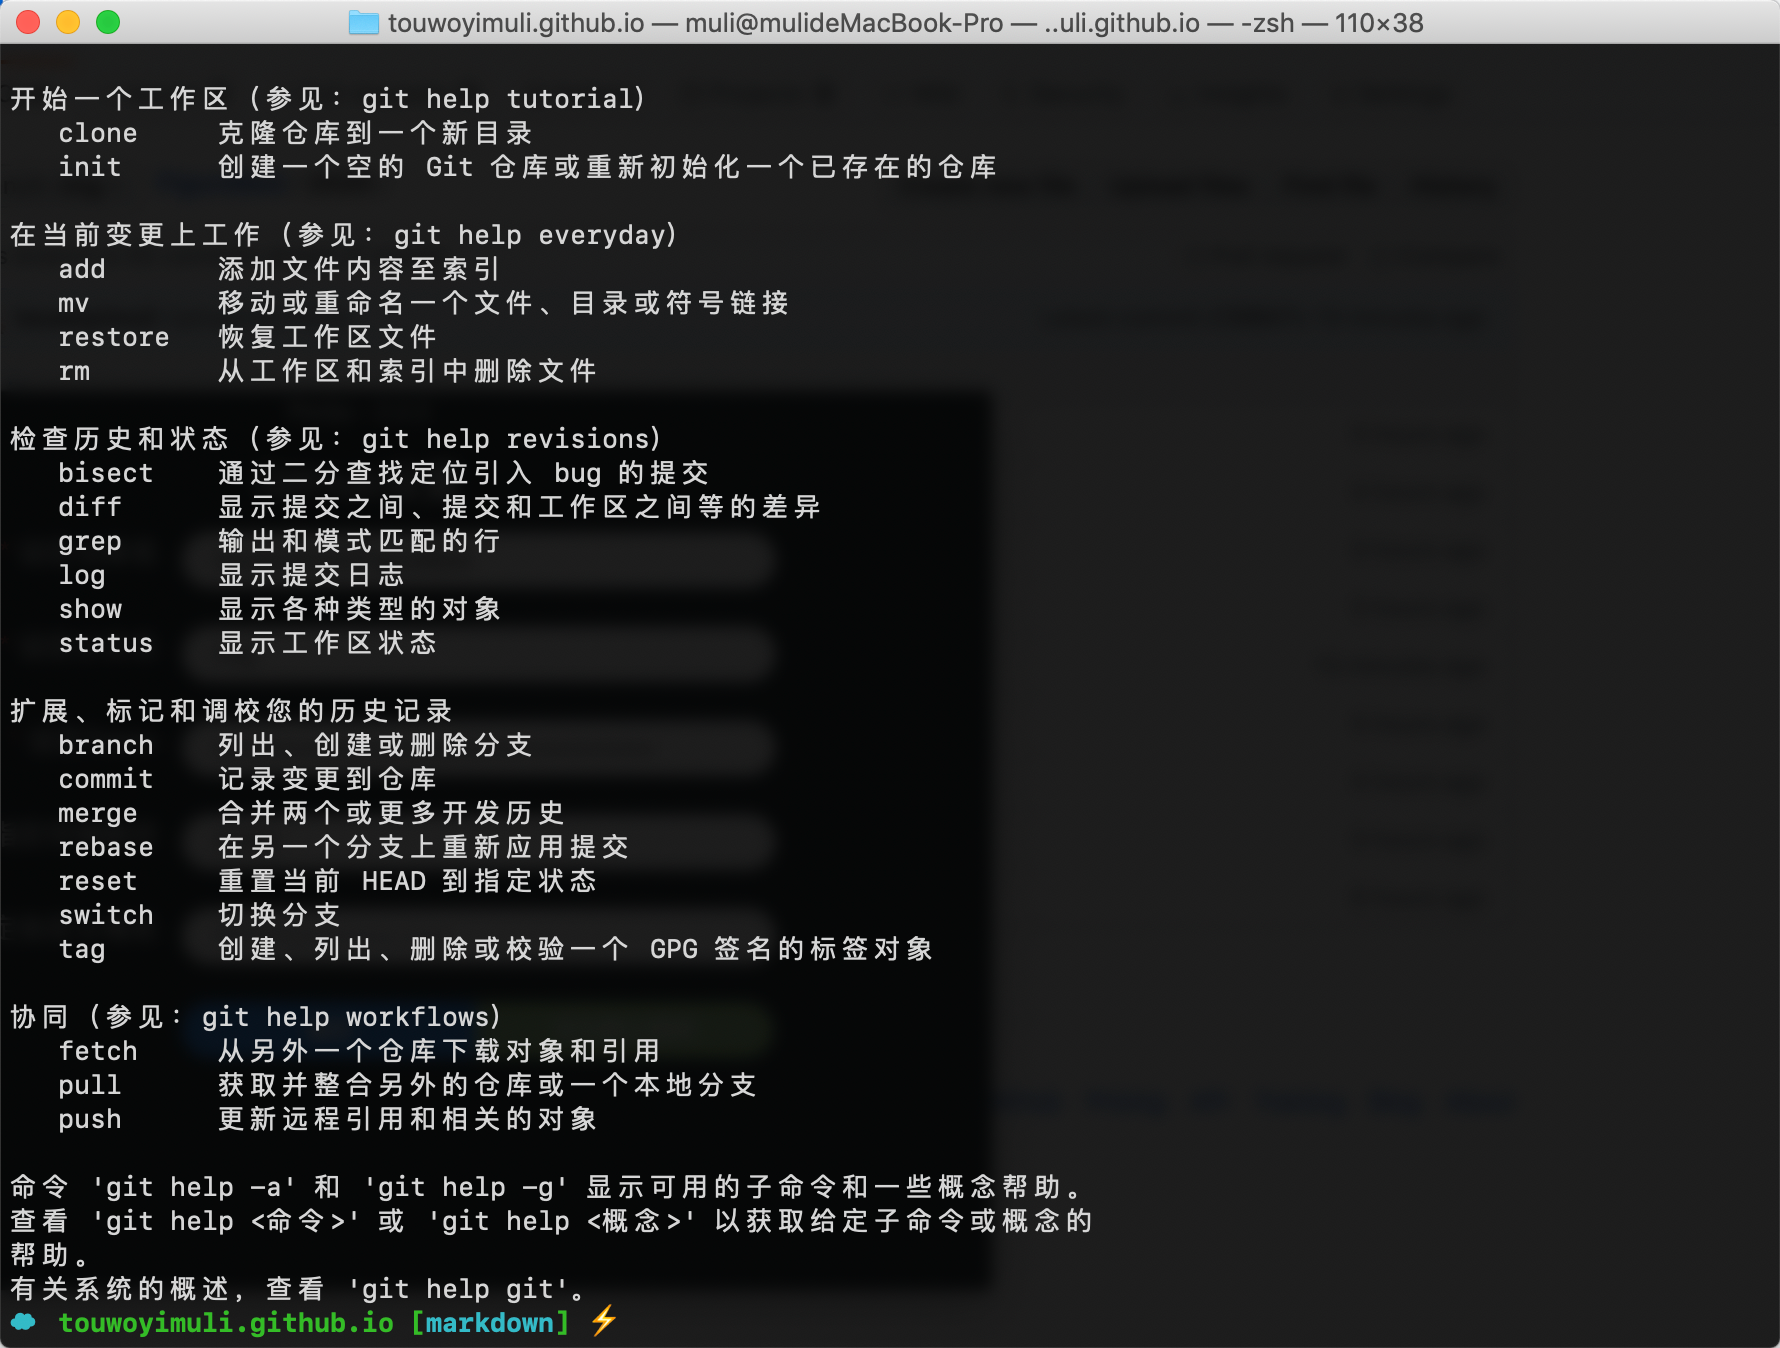 touwoyimuli.github.io — muli@mulideMacBook-Pro — ..uli.github.io — -zsh — 110×38
开始一个工作区（参见：git help tutorial）
clone 克隆仓库到一个新目录
init 创建一个空的 Git 仓库或重新初始化一个已存在的仓库
在当前变更上工作（参见：git help everyday）
add 添加文件内容至索引
mv 移动或重命名一个文件、目录或符号链接
restore 恢复工作区文件
rm 从工作区和索引中删除文件
检查历史和状态（参见：git help revisions）
bisect 通过二分查找定位引入 bug 的提交
diff 显示提交之间、提交和工作区之间等的差异
grep 输出和模式匹配的行
log 显示提交日志
show 显示各种类型的对象
status 显示工作区状态
扩展、标记和调校您的历史记录
branch 列出、创建或删除分支
commit 记录变更到仓库
merge 合并两个或更多开发历史
rebase 在另一个分支上重新应用提交
reset 重置当前 HEAD 到指定状态
switch 切换分支
tag 创建、列出、删除或校验一个 GPG 签名的标签对象
协同（参见：git help workflows）
fetch 从另外一个仓库下载对象和引用
pull 获取并整合另外的仓库或一个本地分支
push 更新远程引用和相关的对象
命令 'git help -a' 和 'git help -g' 显示可用的子命令和一些概念帮助。
查看 'git help <命令>' 或 'git help <概念>' 以获取给定子命令或概念的
帮助。
有关系统的概述，查看 'git help git'。
touwoyimuli.github.io [markdown] ⚡